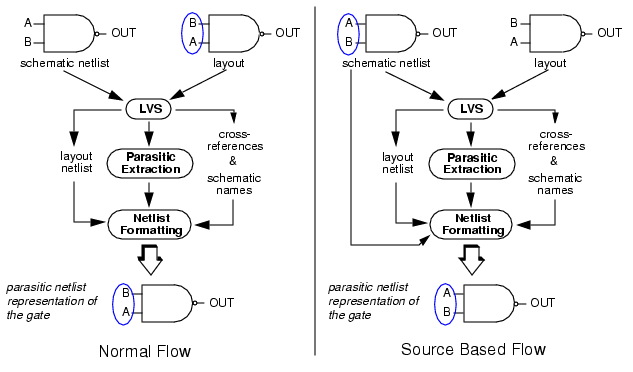 A
B
OUT
schematic netlist
B
A
OUT
layout
LVS
layout
netlist
Parasitic
Extraction
cross-
references
&
schematic
names
Netlist
Formatting
parasitic netlist
representation of
the gate
B
A
OUT
Normal Flow
A
B
OUT
schematic netlist
B
A
OUT
layout
LVS
layout
netlist
Parasitic
Extraction
cross-
references
&
schematic
names
Netlist
Formatting
parasitic netlist
representation of
the gate
A
B
OUT
Source Based Flow